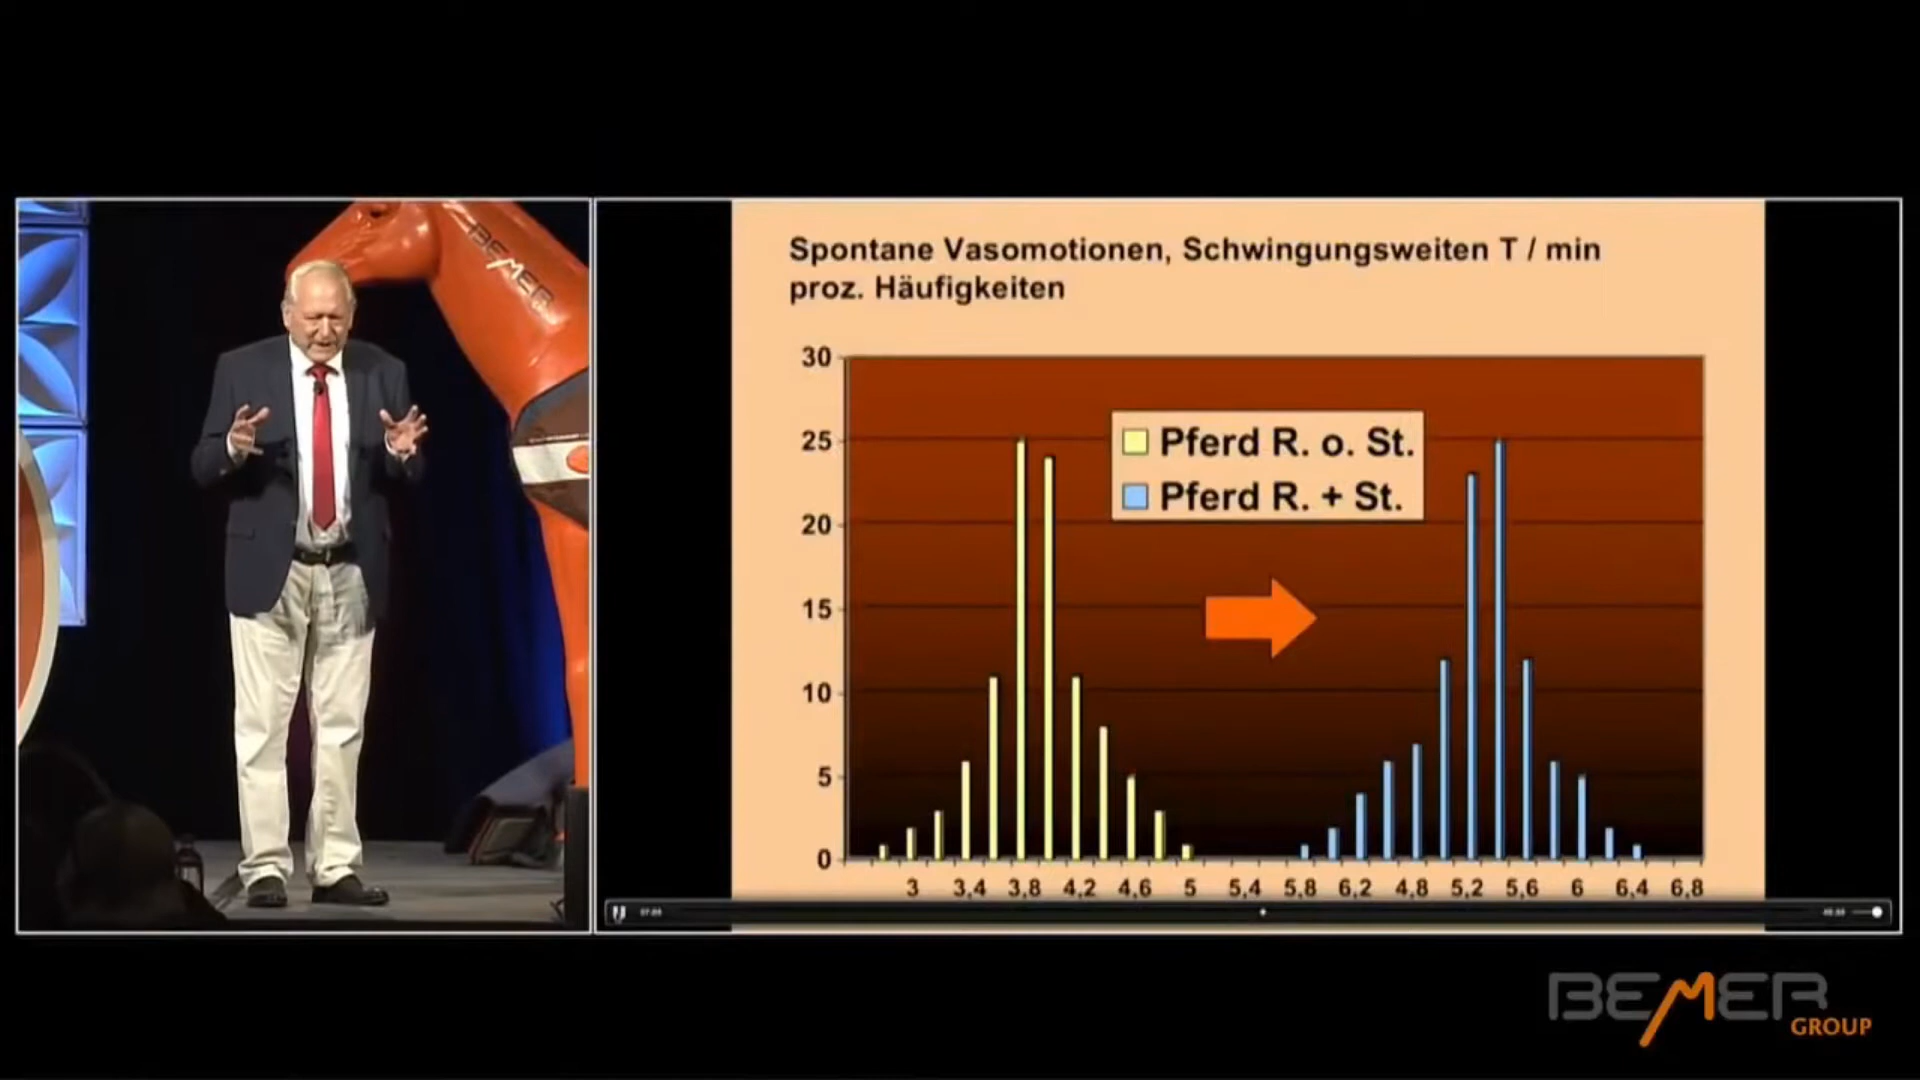 BEMER
Spontane Vasomotionen, Schwingungsweiten T / min
proz. Häufigkeiten
30
25
20
15
10
5
0
Pferd R. o. St.
Pferd R. + St.
3 3,4 3,8 4,2 4,6 5 5,4 5,8 6,2 4,8 5,2 5,6 6 6,4 6,8
BEMER
GROUP